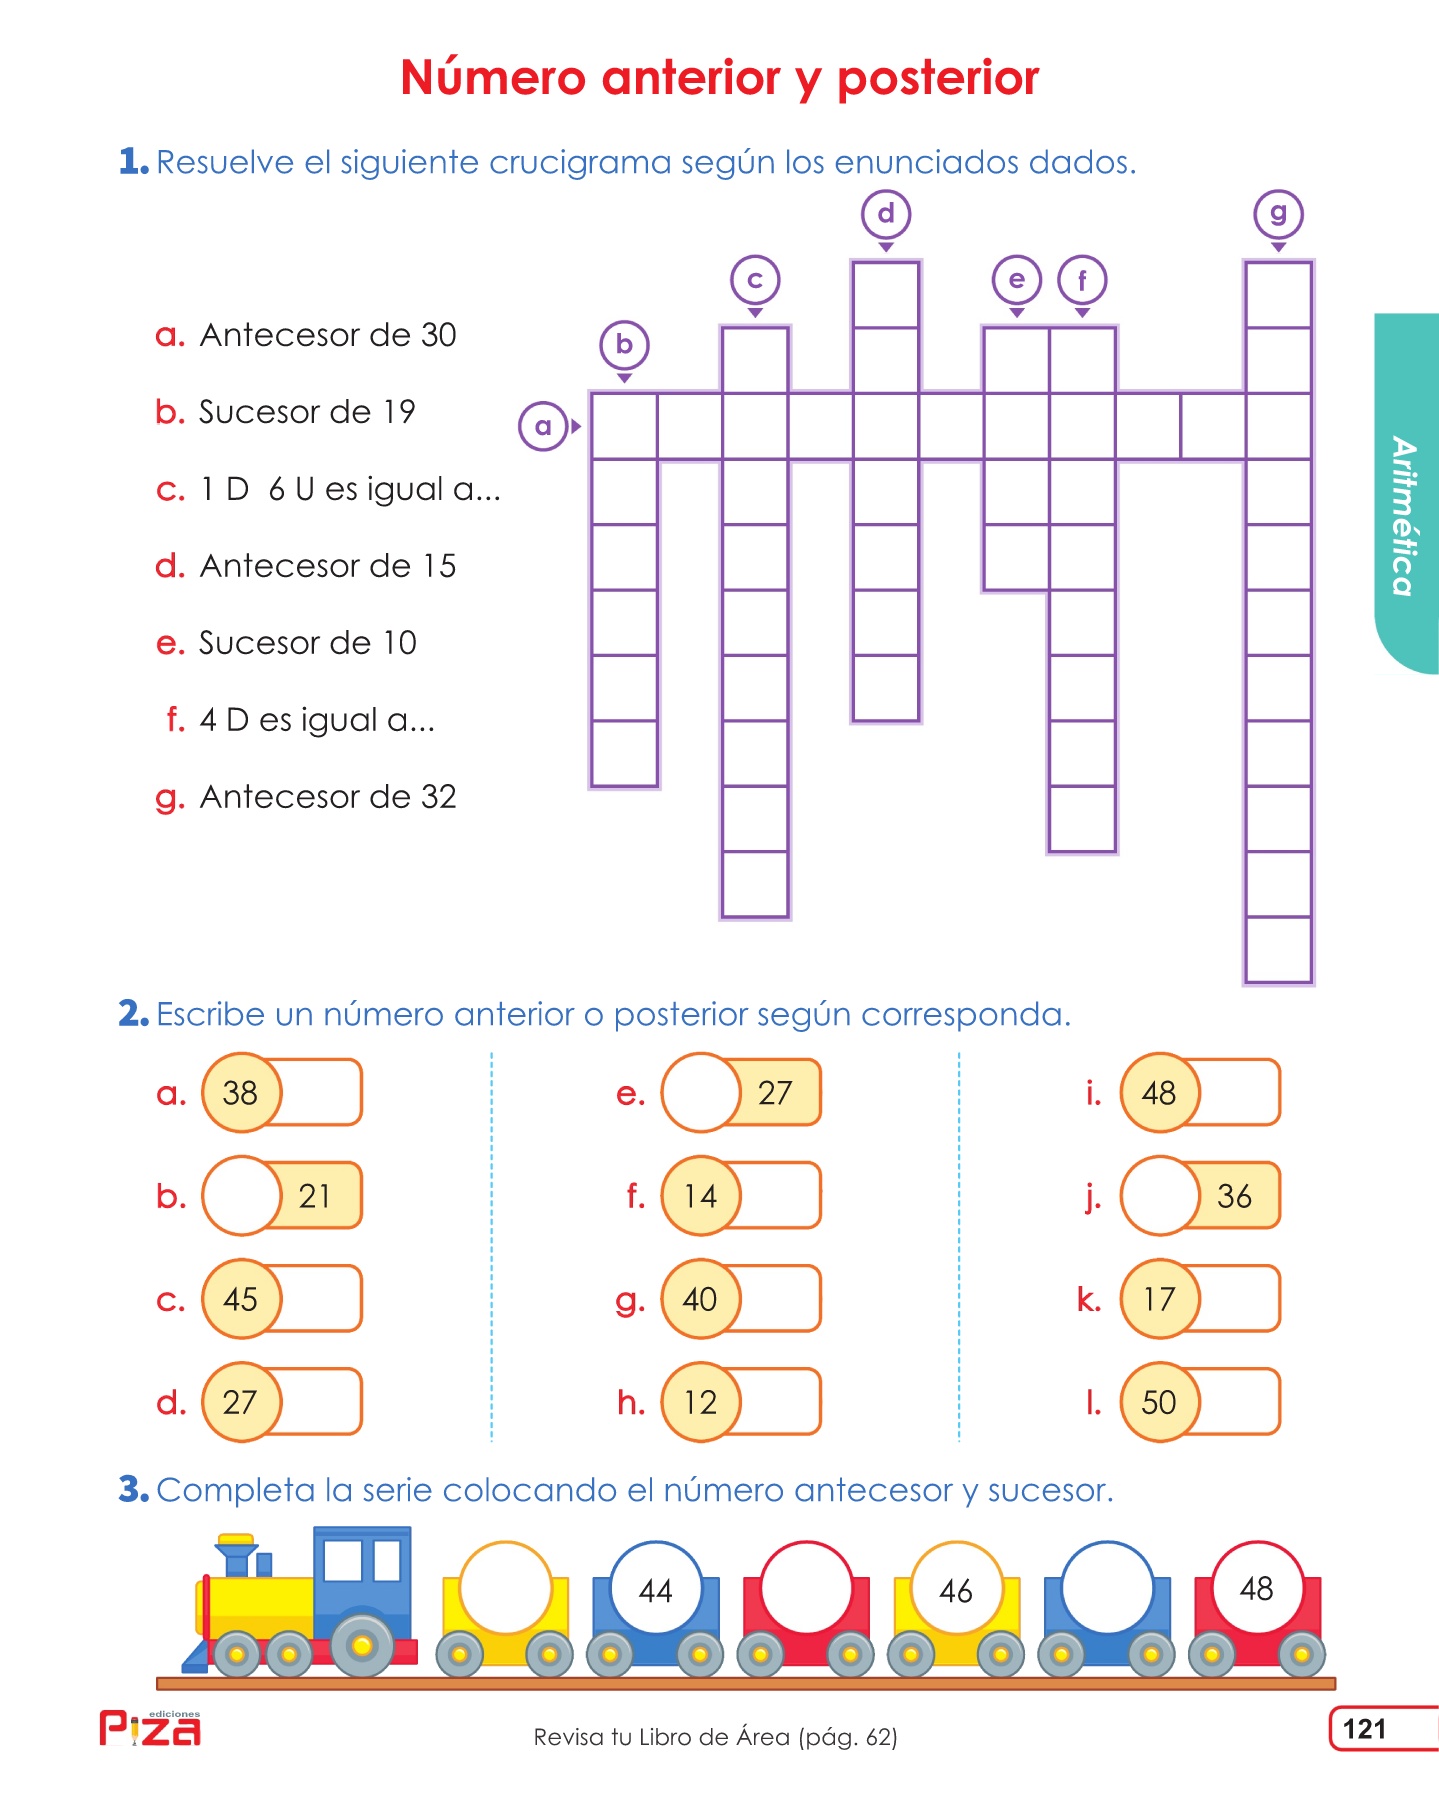 Número anterior y posterior
1. Resuelve el siguiente crucigrama según los enunciados dados.
d
g
c
e
f
b
a
a. Antecesor de 30
b. Sucesor de 19
c. 1 D 6 U es igual a...
d. Antecesor de 15
e. Sucesor de 10
f. 4 D es igual a...
g. Antecesor de 32
Aritmética
2. Escribe un número anterior o posterior según corresponda.
a. 38
b. 21
c. 45
d. 27
e. 27
f. 14
g. 40
h. 12
i. 48
j. 36
k. 17
l. 50
3. Completa la serie colocando el número antecesor y sucesor.
44
46
48
ediciones
Piza
Revisa tu Libro de Área (pág. 62)
121